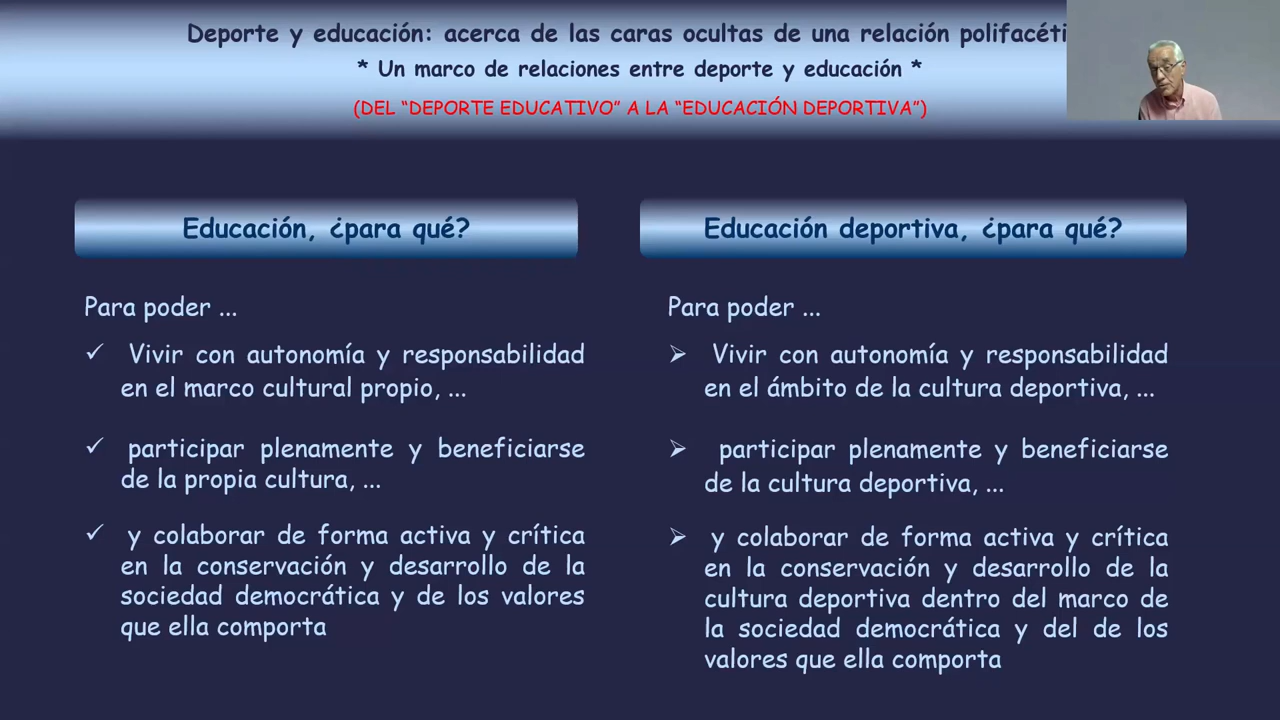 Deporte y educación: acerca de las caras ocultas de una relación polifacéti
* Un marco de relaciones entre deporte y educación *
(DEL “DEPORTE EDUCATIVO” A LA “EDUCACIÓN DEPORTIVA”)
Educación, ¿para qué?
Para poder ...
✓ Vivir con autonomía y responsabilidad
en el marco cultural propio, ...
✓ participar plenamente y beneficiarse
de la propia cultura, ...
✓ y colaborar de forma activa y crítica
en la conservación y desarrollo de la
sociedad democrática y de los valores
que ella comporta
Educación deportiva, ¿para qué?
Para poder ...
➢ Vivir con autonomía y responsabilidad
en el ámbito de la cultura deportiva, ...
➢ participar plenamente y beneficiarse
de la cultura deportiva, ...
➢ y colaborar de forma activa y crítica
en la conservación y desarrollo de la
cultura deportiva dentro del marco de
la sociedad democrática y del de los
valores que ella comporta